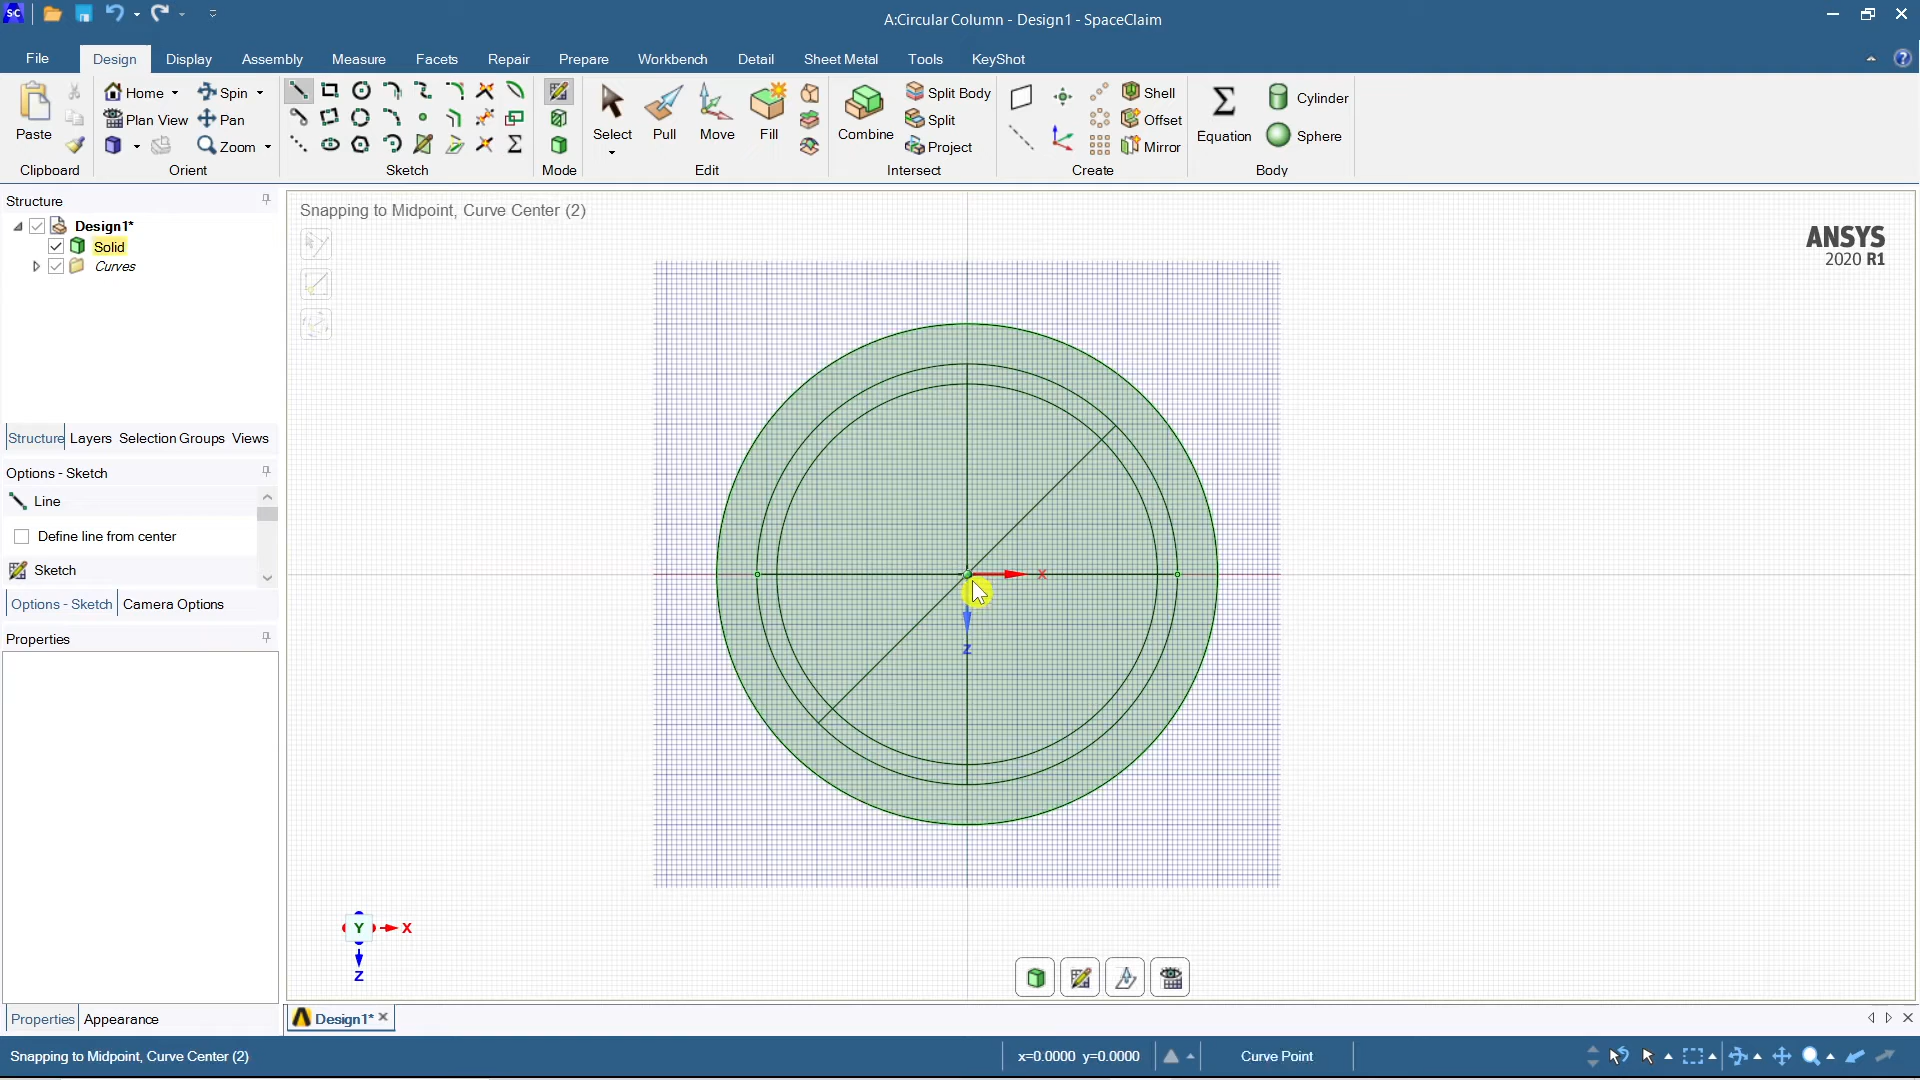 SC
A:Circular Column - Design1 - SpaceClaim
File Design Display Assembly Measure Facets Repair Prepare Workbench Detail Sheet Metal Tools KeyShot
Paste
Clipboard
Home Spin
Plan View Pan
Zoom
Orient
Sketch
Mode
Select Pull Move Fill
Edit
Combine
Split Body
Split
Project
Intersect
Shell
Offset
Mirror
Create
Equation
Cylinder
Sphere
Body
Structure
Design1*
Solid
Curves
Structure Layers Selection Groups Views
Options - Sketch
Line
Define line from center
Sketch
Options - Sketch Camera Options
Properties
Properties Appearance
Snapping to Midpoint, Curve Center (2)
ANSYS
2020 R1
X
Z
Y X
Z
Design1*
Snapping to Midpoint, Curve Center (2)
x=0.0000 y=0.0000
Curve Point